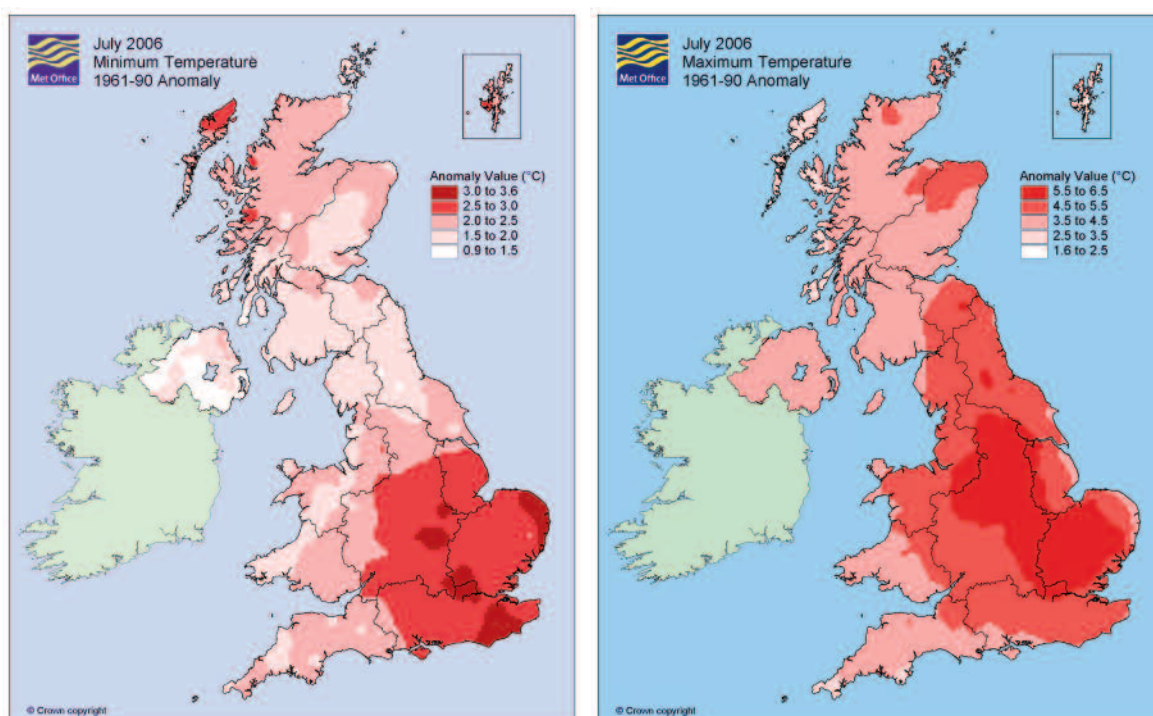 Met Office
July 2006
Minimum Temperature
1961-90 Anomaly
Anomaly Value (°C)
3.0 to 3.6
2.5 to 3.0
2.0 to 2.5
1.5 to 2.0
0.9 to 1.5
© Crown copyright
Met Office
July 2006
Maximum Temperature
1961-90 Anomaly
Anomaly Value (°C)
5.5 to 6.5
4.5 to 5.5
3.5 to 4.5
2.5 to 3.5
1.6 to 2.5
© Crown copyright